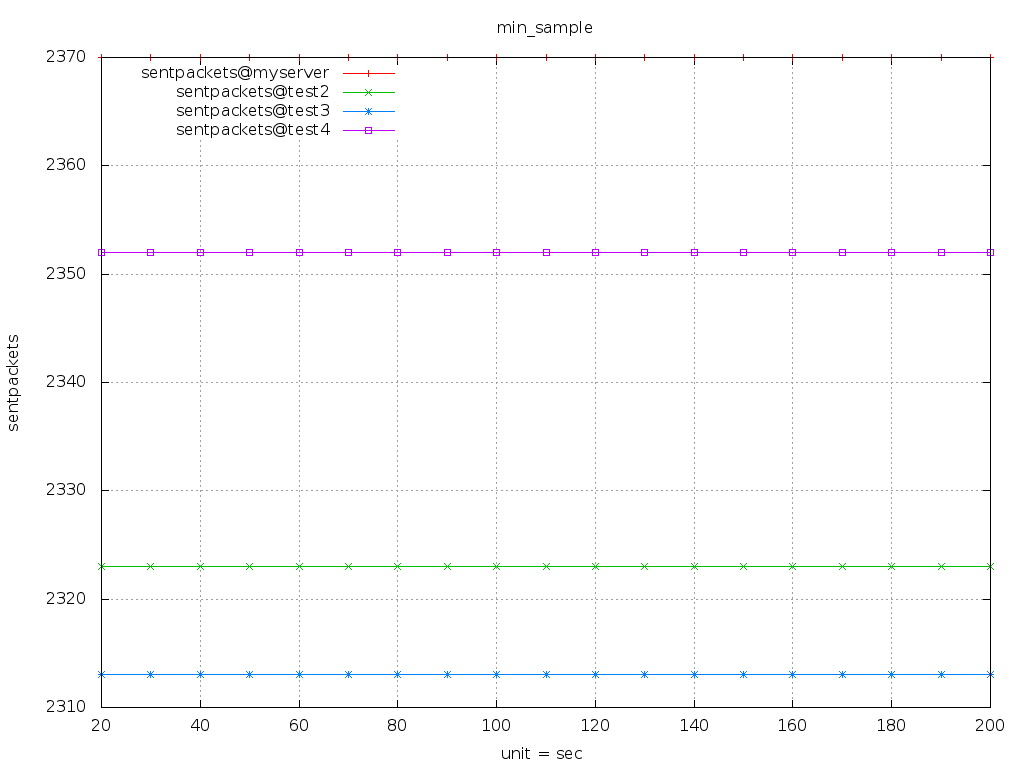 min_sample
2370
sentpackets@myserver
sentpackets@test2
sentpackets@test3
sentpackets@test4
2360
2350
2340
sentpackets
2330
2320
2310
20 40 60 80 100 120 140 160 180 200
unit = sec